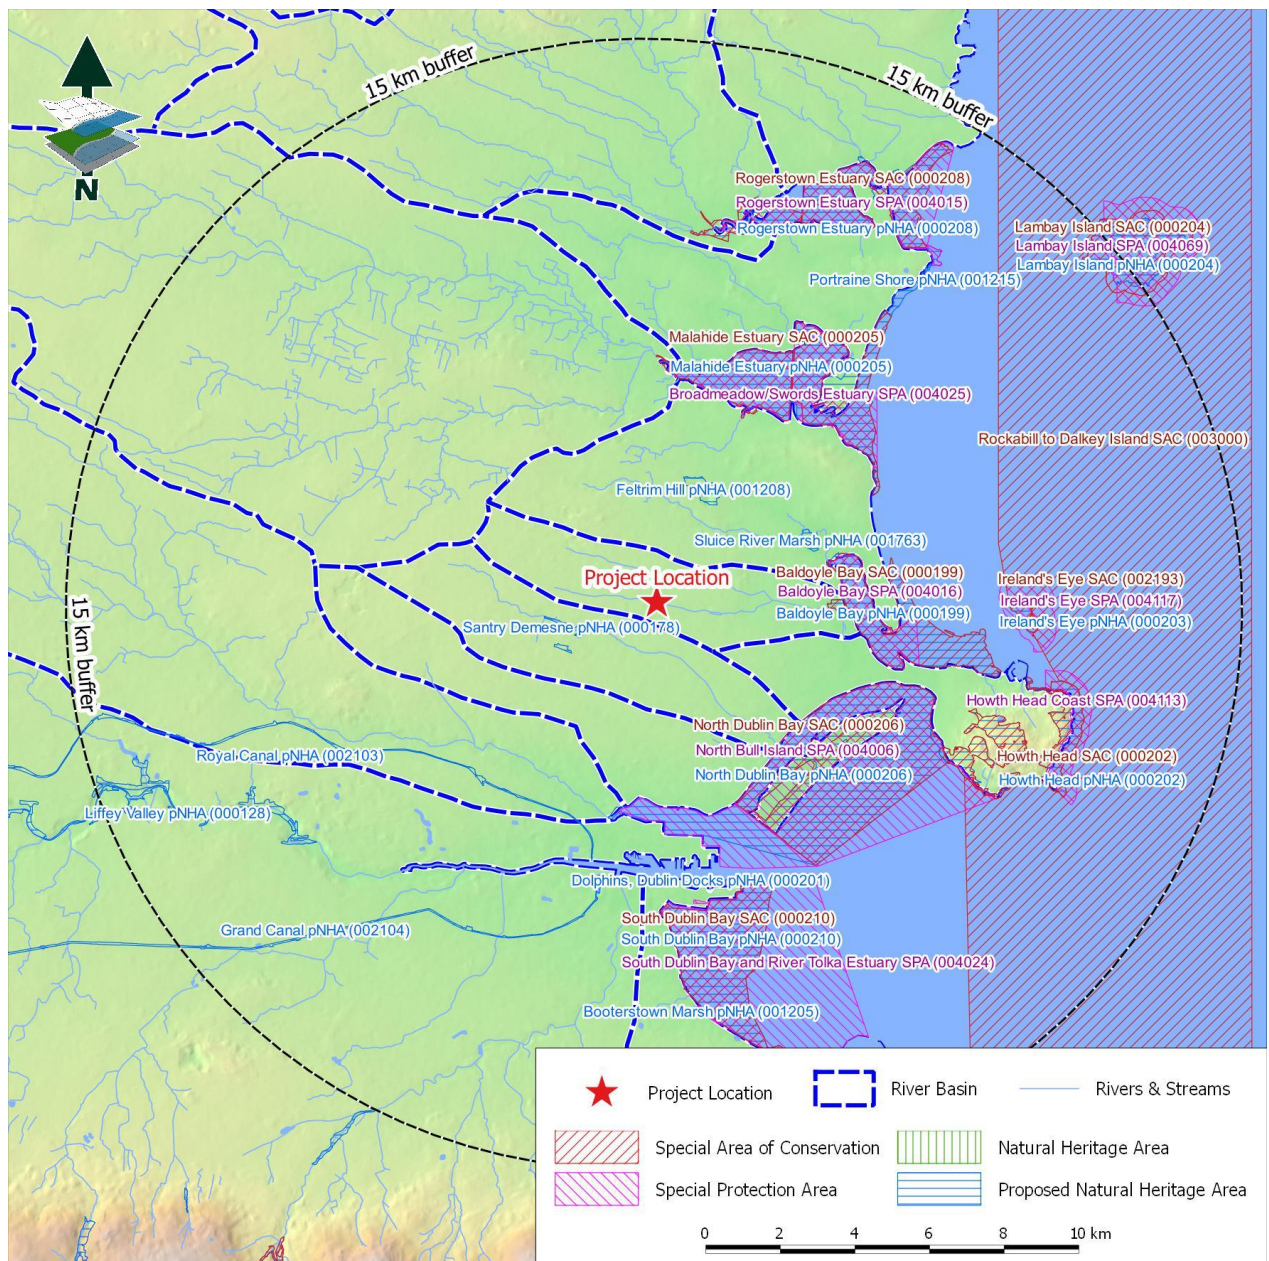 15 km buffer
15 km buffer
N
Rogerstown Estuary SAC (000208)
Rogerstown Estuary SPA (004015)
Rogerstown Estuary pNHA (000208)
Lambay Island SAC (000204)
Lambay Island SPA (004069)
Lambay Island pNHA (000204)
Portraine Shore pNHA (001215)
Malahide Estuary SAC (000205)
Malahide Estuary pNHA (000205)
Broadmeadow/Swords Estuary SPA (004025)
Rockabill to Dalkey Island SAC (003000)
Feltrim Hill pNHA (001208)
Sluice River Marsh pNHA (001763)
Project Location
Baldoyle Bay SAC (000199)
Baldoyle Bay SPA (004016)
Baldoyle Bay pNHA (000199)
Ireland's Eye SAC (002193)
Ireland's Eye SPA (004117)
Ireland's Eye pNHA (000203)
Santry Demesne pNHA (000178)
15 km buffer
Howth Head Coast SPA (004113)
North Dublin Bay SAC (000206)
North Bull Island SPA (004006)
North Dublin Bay pNHA (000206)
Howth Head SAC (000202)
Howth Head pNHA (000202)
Royal Canal pNHA (002103)
Liffey Valley pNHA (000128)
Dolphins, Dublin Docks pNHA (000201)
South Dublin Bay SAC (000210)
South Dublin Bay pNHA (000210)
South Dublin Bay and River Tolka Estuary SPA (004024)
Grand Canal pNHA (002104)
Booterstown Marsh pNHA (001205)
Project Location
River Basin
Rivers & Streams
Special Area of Conservation
Natural Heritage Area
Special Protection Area
Proposed Natural Heritage Area
0 2 4 6 8 10 km